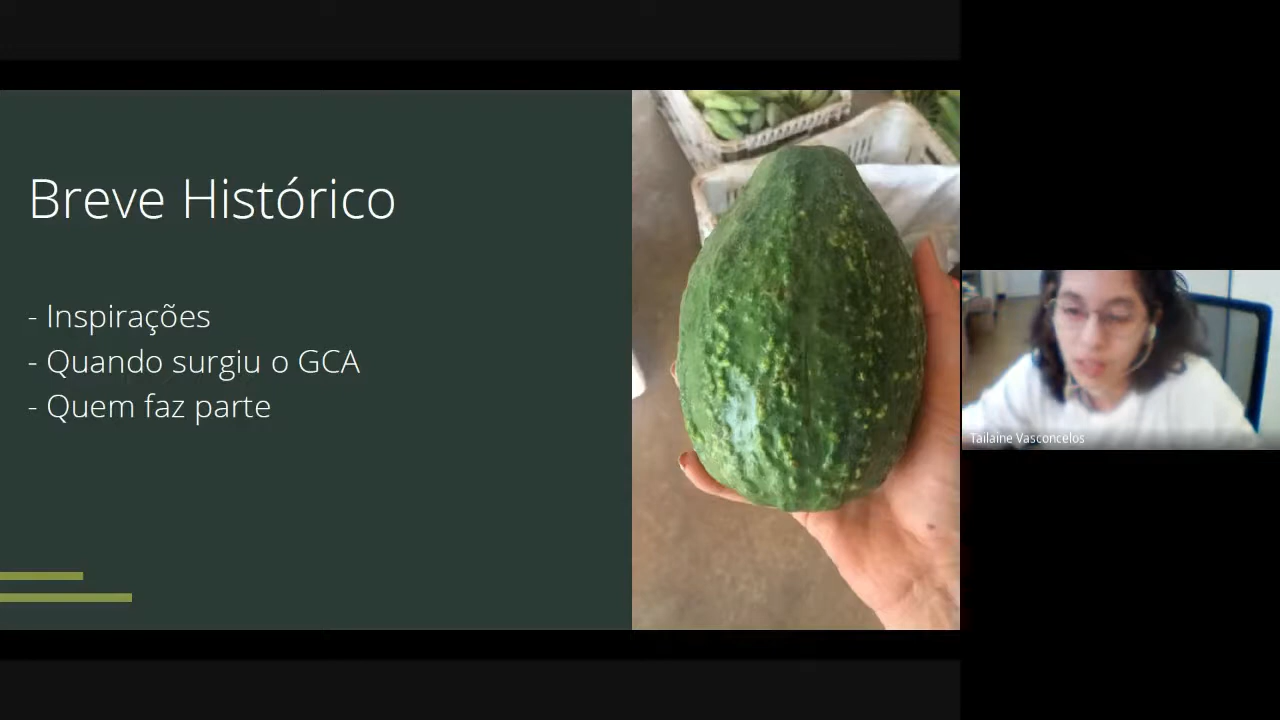 Breve Histórico
- Inspirações
- Quando surgiu o GCA
- Quem faz parte
Tailaine Vasconcelos